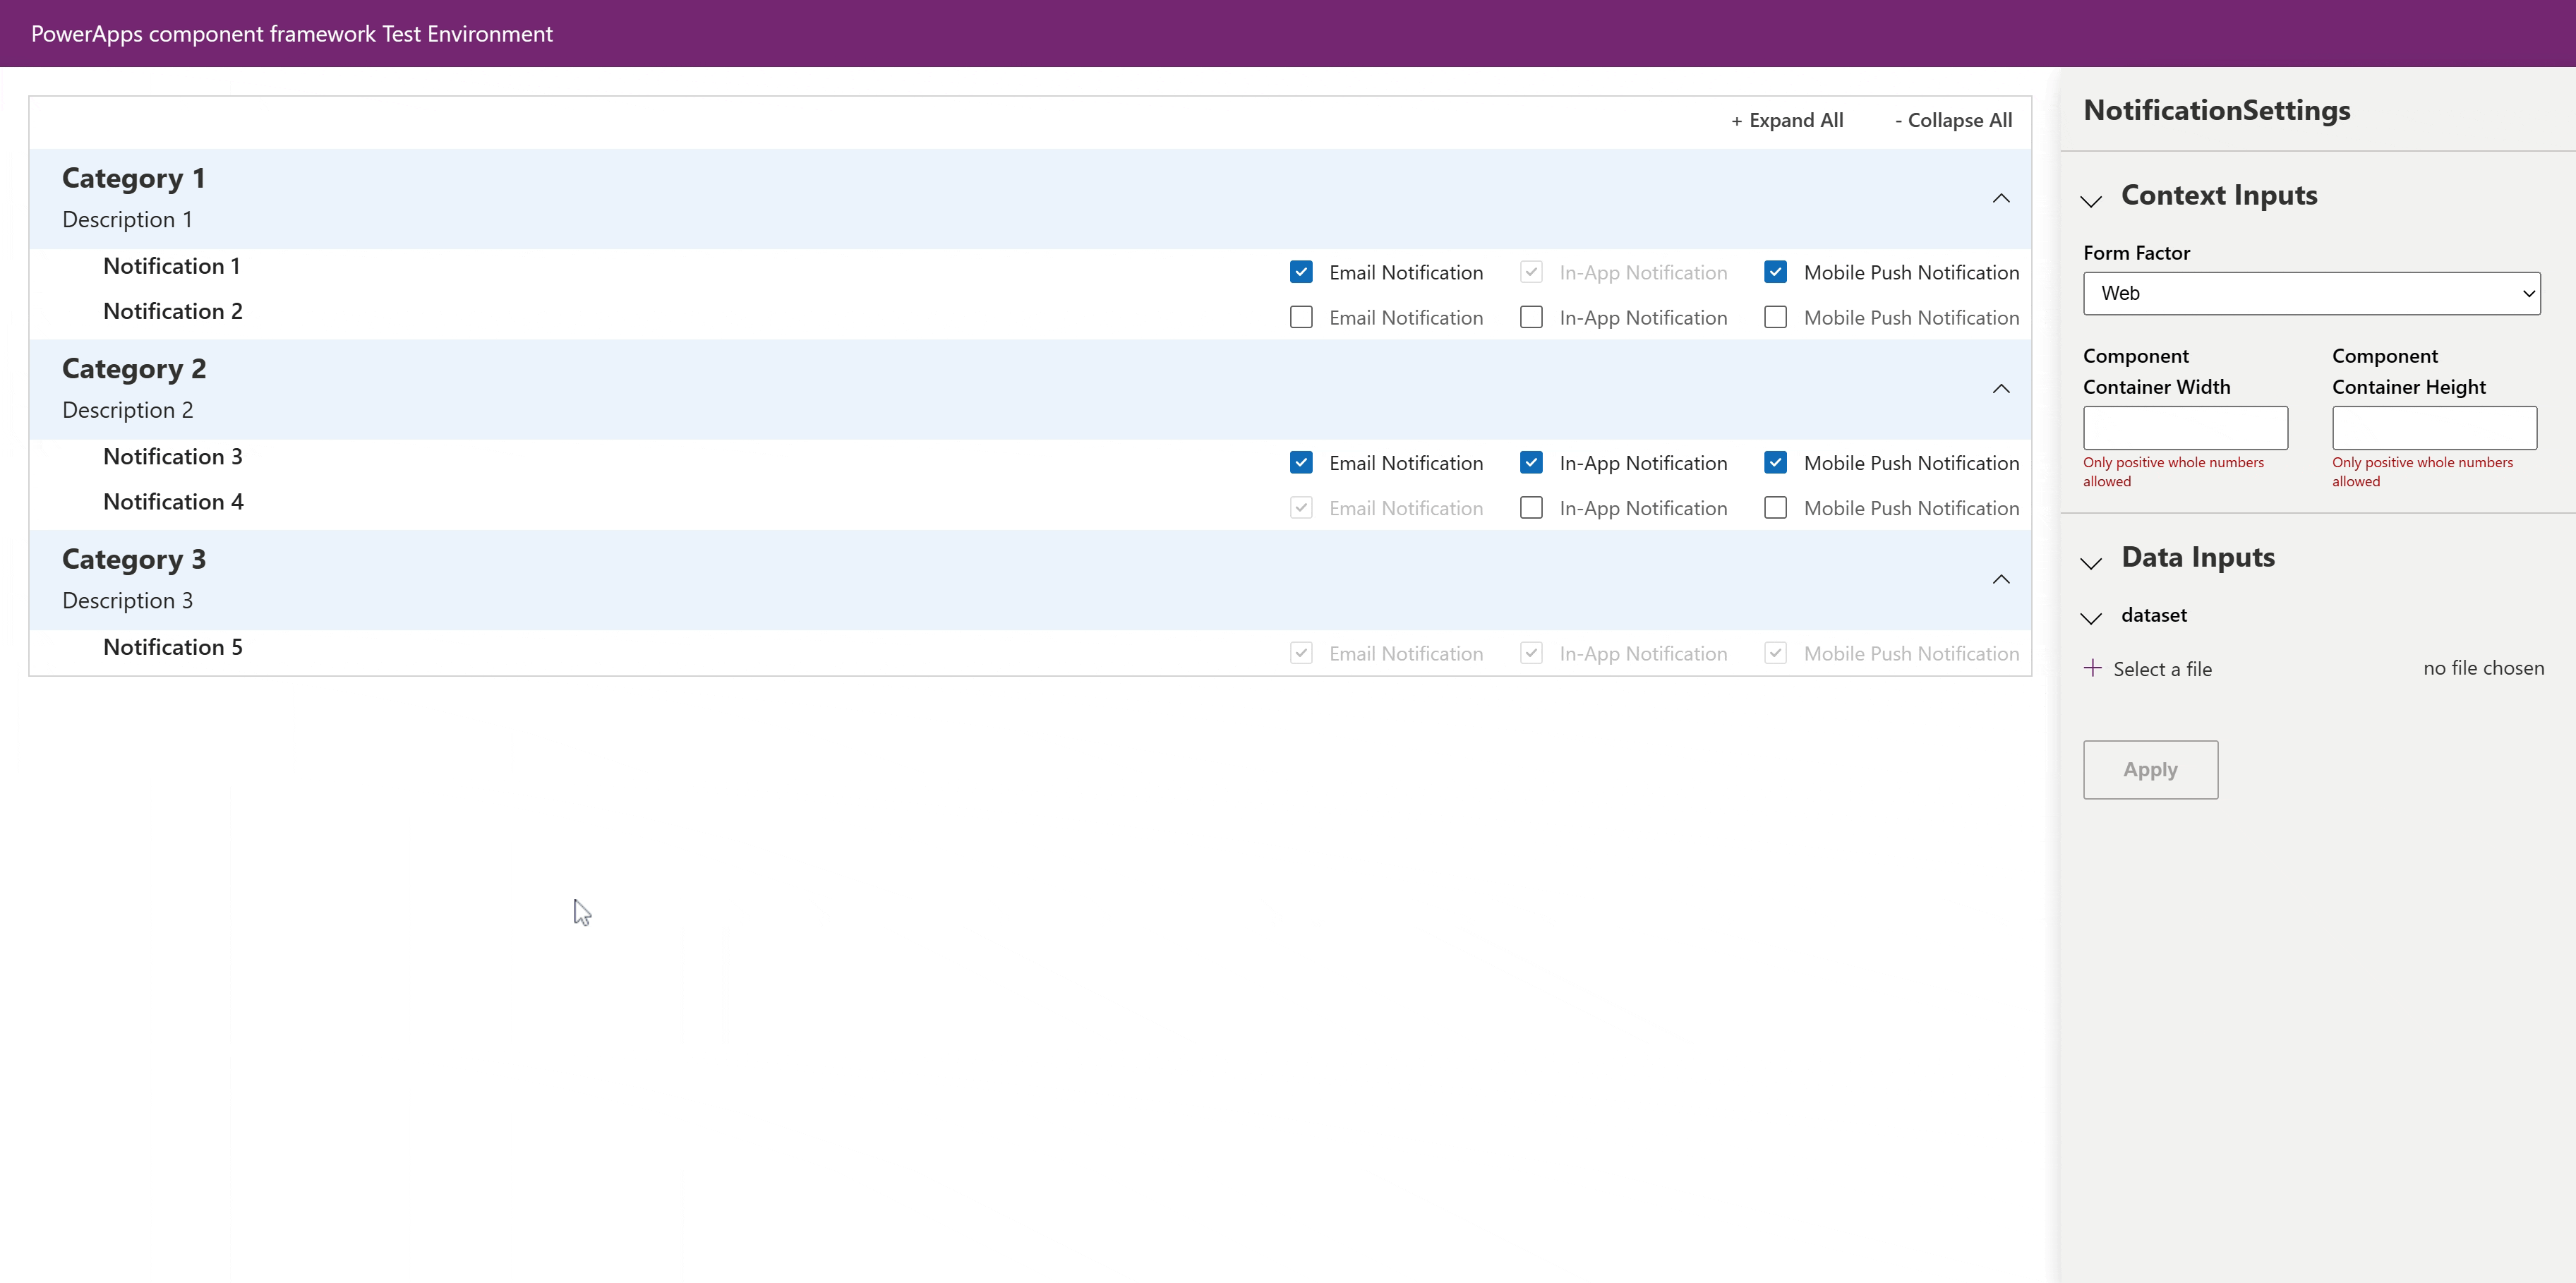 PowerApps component framework Test Environment
+ Expand All - Collapse All
Category 1
Description 1
Notification 1 Email Notification In-App Notification Mobile Push Notification
Notification 2 Email Notification In-App Notification Mobile Push Notification
Category 2
Description 2
Notification 3 Email Notification In-App Notification Mobile Push Notification
Notification 4 Email Notification In-App Notification Mobile Push Notification
Category 3
Description 3
Notification 5 Email Notification In-App Notification Mobile Push Notification
NotificationSettings
Context Inputs
Form Factor
Web
Component
Container Width
Only positive whole numbers
allowed
Component
Container Height
Only positive whole numbers
allowed
Data Inputs
dataset
+ Select a file no file chosen
Apply